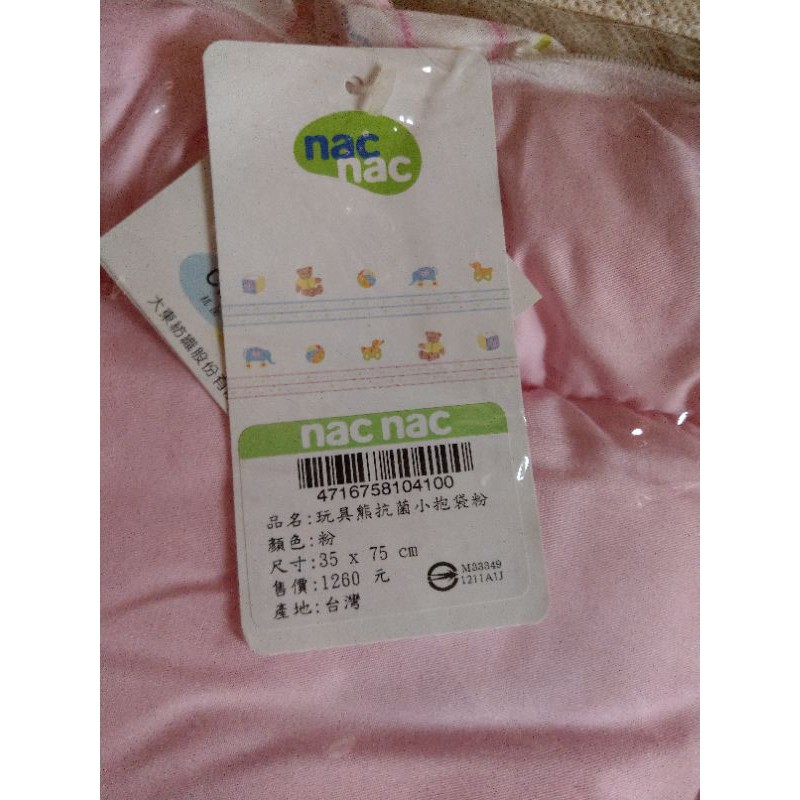 nac
nac
大東紡織股份有
nac nac
4716758104100
品名:玩具熊抗菌小抱袋粉
顏色:粉
尺寸:35 x 75 cm
售價:1260 元
產地:台灣
M33349
1211A1J